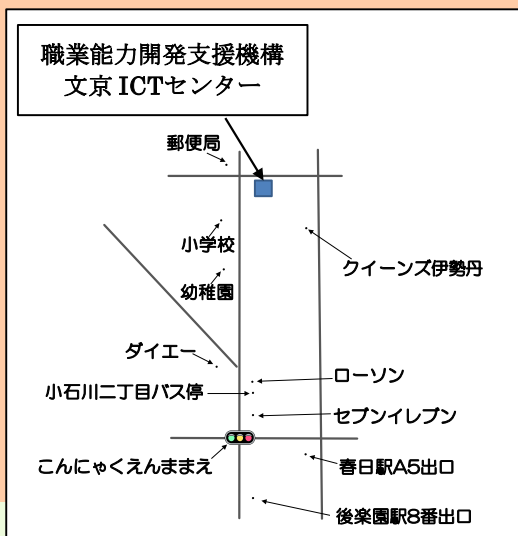 職業能力開発支援機構
文京ICTセンター
郵便局
小学校
クイーンズ伊勢丹
幼稚園
ダイエー
ローソン
小石川二丁目バス停
セブンイレブン
こんにゃくえんままえ
春日駅A5出口
後楽園駅8番出口